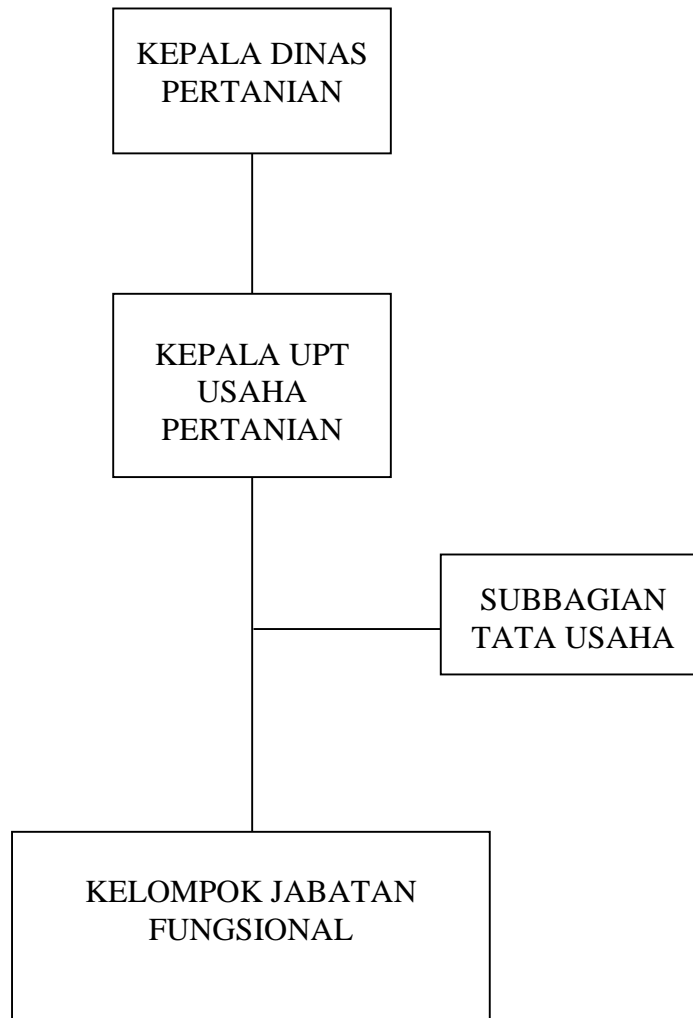 KEPALA DINAS
PERTANIAN
KEPALA UPT
USAHA
PERTANIAN
SUBBAGIAN
TATA USAHA
KELOMPOK JABATAN
FUNGSIONAL